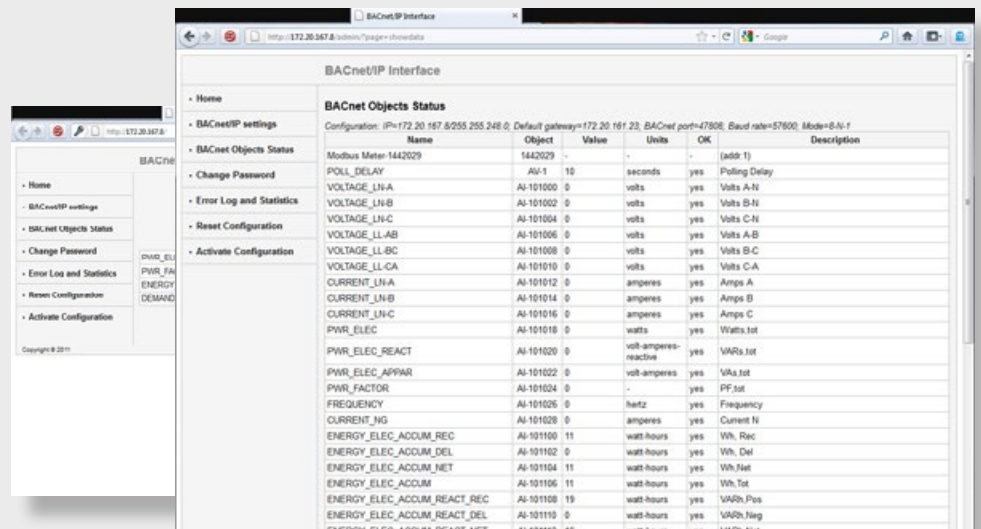 BACnet/IP Interface
http://172.20.167.8/admin/?page=showdata
Google
BACnet/IP Interface
Home
BACnet/IP settings
BACnet Objects Status
Change Password
Error Log and Statistics
Reset Configuration
Activate Configuration
BACnet Objects Status
Configuration: IP=172.20.167.8/255.255.248.0; Default gateway=172.20.161.23; BACnet port=47808; Baud rate=57600; Mode=8-N-1
Name Object Value Units OK Description
Modbus Meter-1442029 1442029 - - - (addr:1)
POLL_DELAY AV-1 10 seconds yes Polling Delay
VOLTAGE_LN-A AI-101000 0 volts yes Volts A-N
VOLTAGE_LN-B AI-101002 0 volts yes Volts B-N
VOLTAGE_LN-C AI-101004 0 volts yes Volts C-N
VOLTAGE_LL-AB AI-101006 0 volts yes Volts A-B
VOLTAGE_LL-BC AI-101008 0 volts yes Volts B-C
VOLTAGE_LL-CA AI-101010 0 volts yes Volts C-A
CURRENT_LN-A AI-101012 0 amperes yes Amps A
CURRENT_LN-B AI-101014 0 amperes yes Amps B
CURRENT_LN-C AI-101016 0 amperes yes Amps C
PWR_ELEC AI-101018 0 watts yes Watts,tot
PWR_ELEC_REACT AI-101020 0 volt-amperes-reactive yes VARs,tot
PWR_ELEC_APPAR AI-101022 0 volt-amperes yes VAs,tot
PWR_FACTOR AI-101024 0 - yes PF,tot
FREQUENCY AI-101026 0 hertz yes Frequency
CURRENT_NG AI-101028 0 amperes yes Current N
ENERGY_ELEC_ACCUM_REC AI-101100 11 watt-hours yes Wh, Rec
ENERGY_ELEC_ACCUM_DEL AI-101102 0 watt-hours yes Wh, Del
ENERGY_ELEC_ACCUM_NET AI-101104 11 watt-hours yes Wh,Net
ENERGY_ELEC_ACCUM AI-101106 11 watt-hours yes Wh,Tot
ENERGY_ELEC_ACCUM_REACT_REC AI-101108 19 watt-hours yes VARh,Pos
ENERGY_ELEC_ACCUM_REACT_DEL AI-101110 0 watt-hours yes VARh,Neg
http://172.20.167.8/
BACne
Home
BACnet/IP settings
BACnet Objects Status
Change Password
Error Log and Statistics
Reset Configuration
Activate Configuration
Copyright © 2011
PWR_EL
PWR_FA
ENERGY
DEMAND